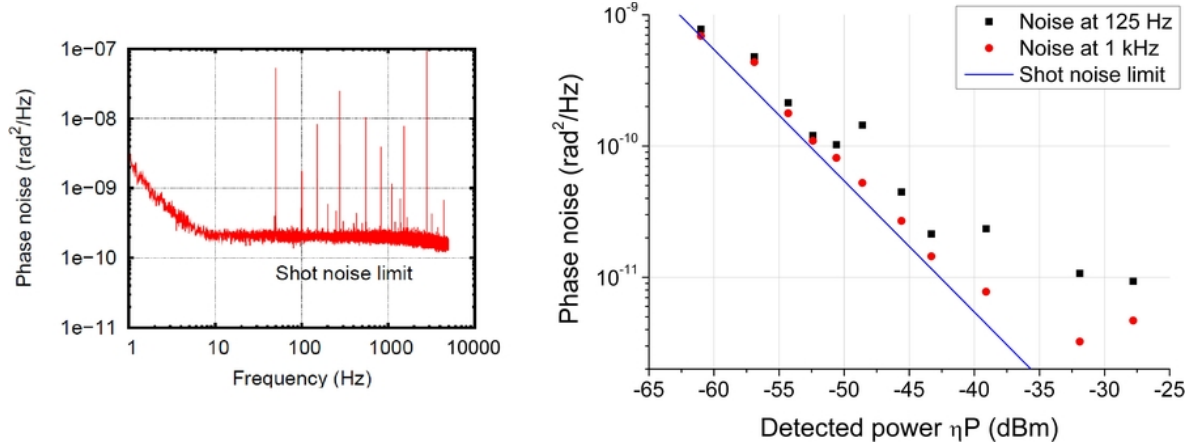 1e−07
1e−08
1e−09
1e−10
1e−11
Phase noise (rad²/Hz)
Shot noise limit
1 10 100 1000 10000
Frequency (Hz)
10⁻⁹
10⁻¹⁰
10⁻¹¹
Phase noise (rad²/Hz)
Noise at 125 Hz
Noise at 1 kHz
Shot noise limit
-65 -60 -55 -50 -45 -40 -35 -30 -25
Detected power ηP (dBm)